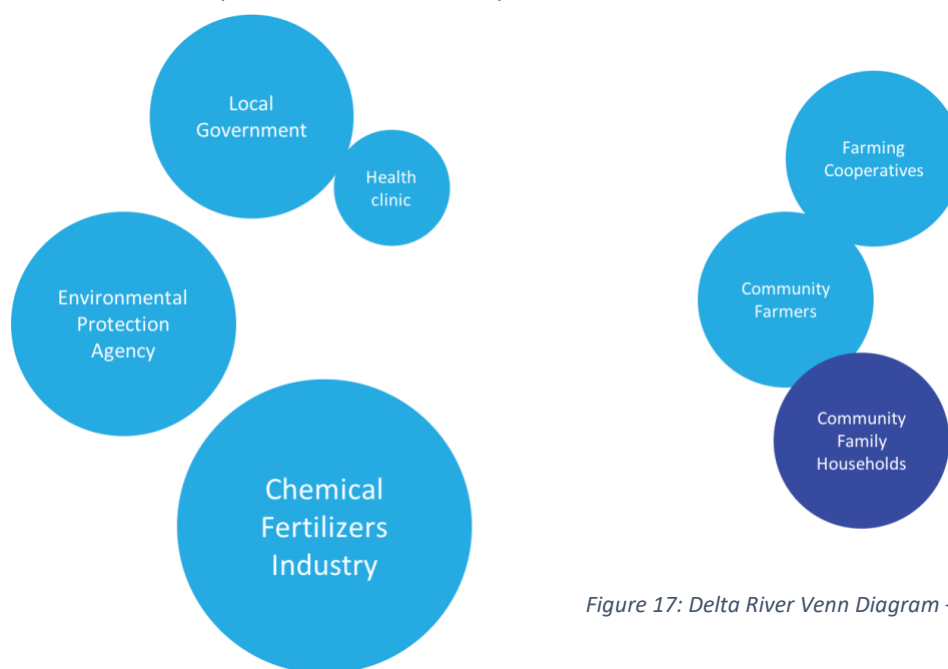 Local
Government
Health
clinic
Farming
Cooperatives
Environmental
Protection
Agency
Community
Farmers
Community
Family
Households
Chemical
Fertilizers
Industry
Figure 17: Delta River Venn Diagram -